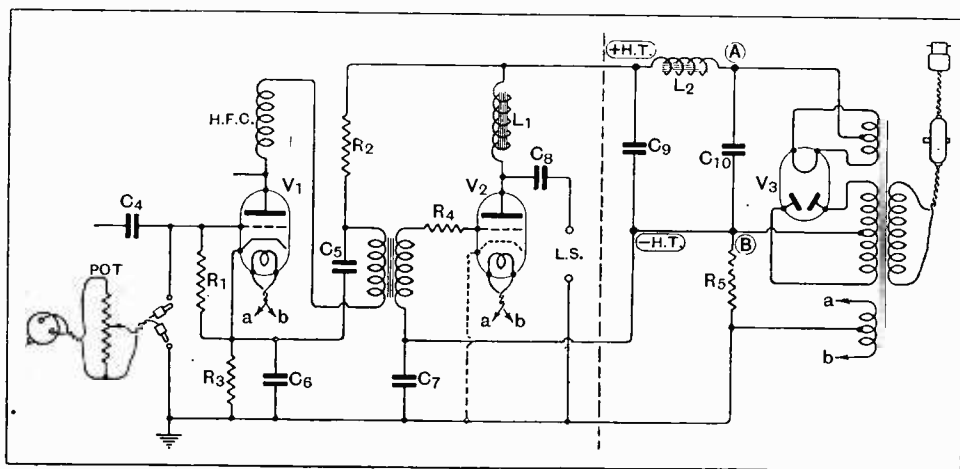 +H.T.
A
L2
H.F.C.
R2
L1
C9
C10
C8
V1
V2
V3
C4
R4
C5
L.S.
-H.T.
B
R1
R5
POT
a
b
a
b
a
b
R3
C6
C7